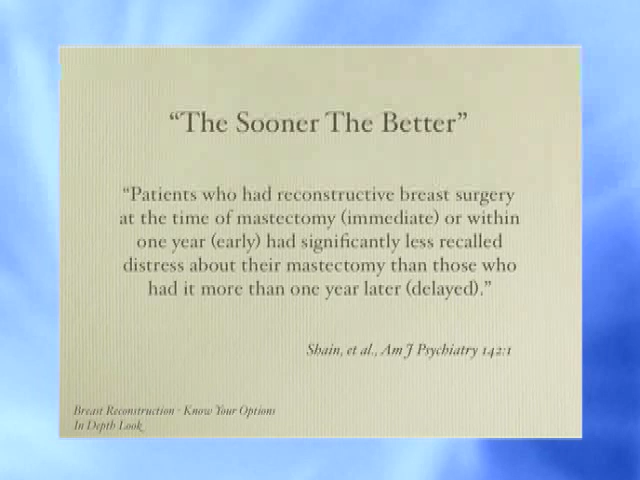 “The Sooner The Better”
“Patients who had reconstructive breast surgery
at the time of mastectomy (immediate) or within
one year (early) had significantly less recalled
distress about their mastectomy than those who
had it more than one year later (delayed).”
Shain, et al., Am J Psychiatry 142:1
Breast Reconstruction - Know Your Options
In Depth Look